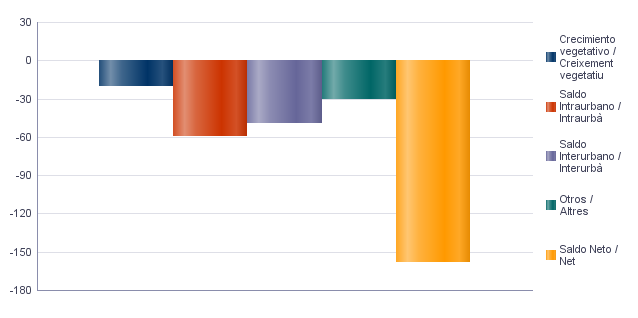 30
0
-30
-60
-90
-120
-150
-180
Crecimiento
vegetativo /
Creixement
vegetatiu
Saldo
Intraurbano /
Intraurbà
Saldo
Interurbano /
Interurbà
Otros /
Altres
Saldo Neto /
Net